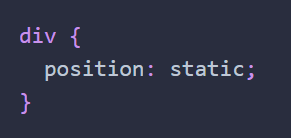 div {
  position: static;
}